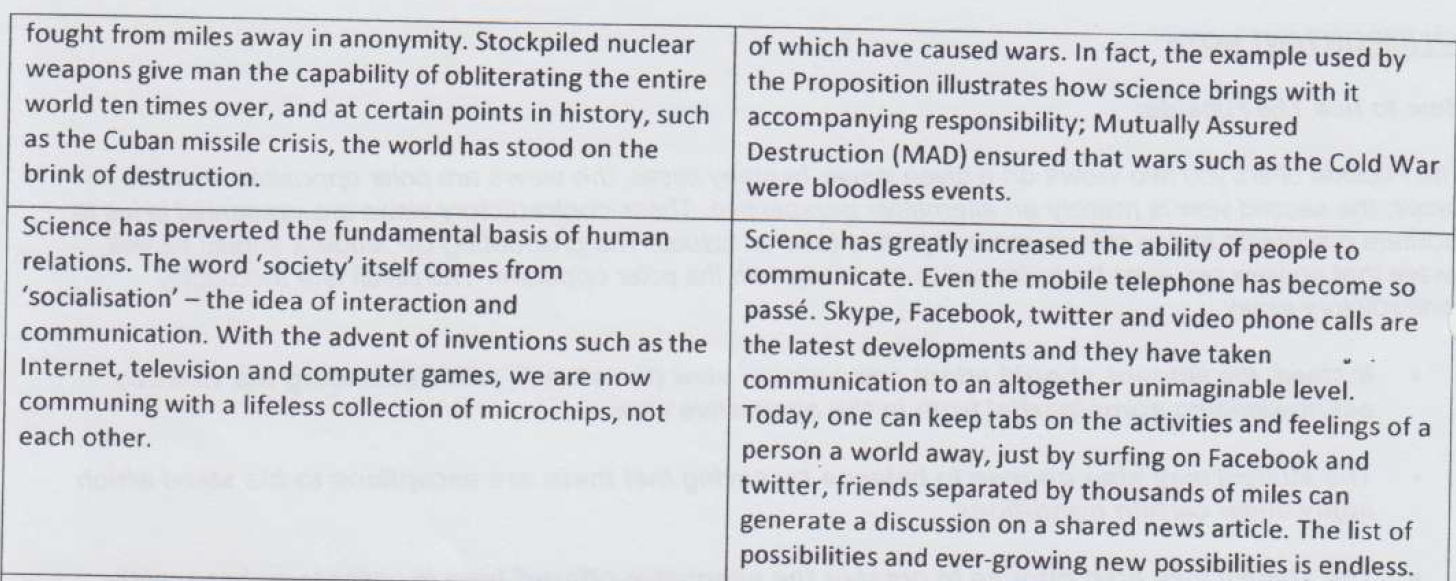 fought from miles away in anonymity. Stockpiled nuclear
weapons give man the capability of obliterating the entire
world ten times over, and at certain points in history, such
as the Cuban missile crisis, the world has stood on the
brink of destruction.
of which have caused wars. In fact, the example used by
the Proposition illustrates how science brings with it
accompanying responsibility; Mutually Assured
Destruction (MAD) ensured that wars such as the Cold War
were bloodless events.
Science has perverted the fundamental basis of human
relations. The word ‘society’ itself comes from
‘socialisation’ – the idea of interaction and
communication. With the advent of inventions such as the
Internet, television and computer games, we are now
communing with a lifeless collection of microchips, not
each other.
Science has greatly increased the ability of people to
communicate. Even the mobile telephone has become so
passé. Skype, Facebook, twitter and video phone calls are
the latest developments and they have taken
communication to an altogether unimaginable level.
Today, one can keep tabs on the activities and feelings of a
person a world away, just by surfing on Facebook and
twitter, friends separated by thousands of miles can
generate a discussion on a shared news article. The list of
possibilities and ever-growing new possibilities is endless.